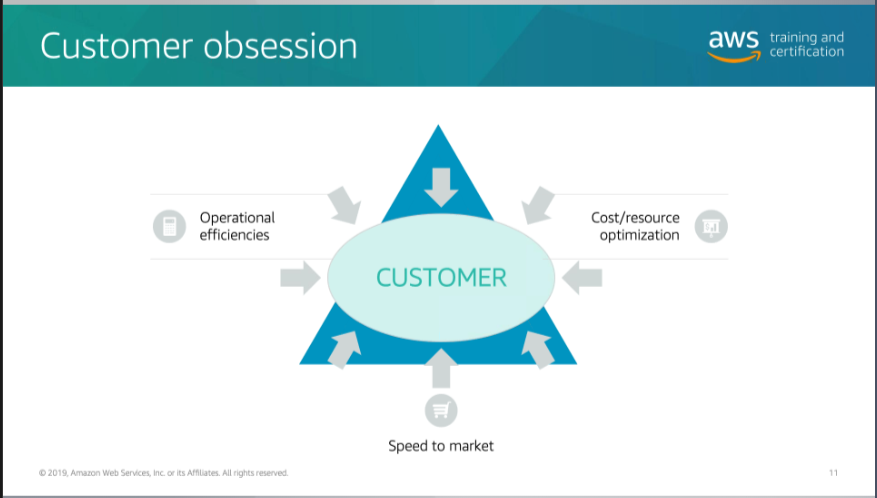 Customer obsession
aws training and
certification
Operational
efficiencies
Cost/resource
optimization
CUSTOMER
Speed to market
© 2019, Amazon Web Services, Inc. or its Affiliates. All rights reserved.
11